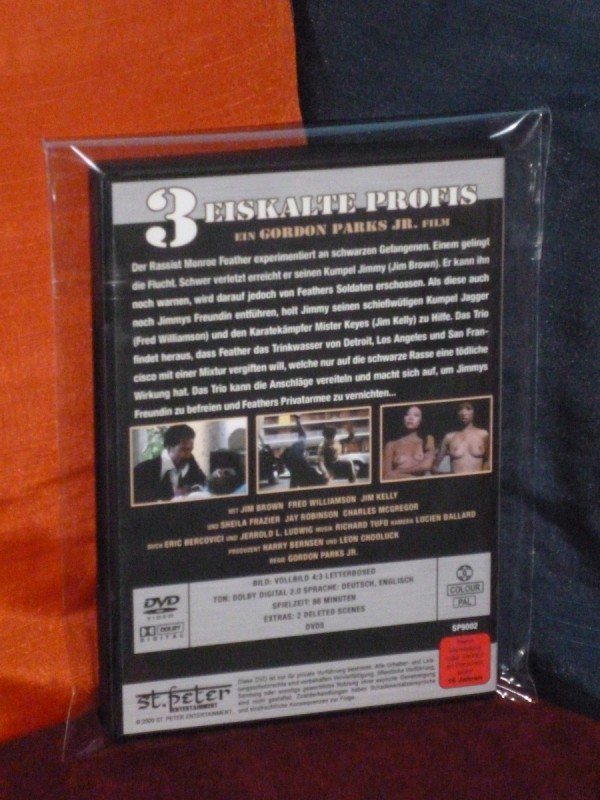 3 EISKALTE PROFIS
EIN GORDON PARKS JR. FILM
Der Rassist Monroe Feather experimentiert an schwarzen Gefangenen. Einem gelingt
die Flucht. Schwer verletzt erreicht er seinen Kumpel Jimmy (Jim Brown). Er kann ihn
noch warnen, wird darauf jedoch von Feathers Soldaten erschossen. Als diese auch
noch Jimmys Freundin entführen, holt Jimmy seinen schießwütigen Kumpel Jagger
(Fred Williamson) und den Karatekämpfer Mister Keyes (Jim Kelly) zu Hilfe. Das Trio
findet heraus, dass Feather das Trinkwasser von Detroit, Los Angeles und San Fran-
cisco mit einer Mixtur vergiften will, welche nur auf die schwarze Rasse eine tödliche
Wirkung hat. Das Trio kann die Anschläge vereiteln und macht sich auf, um Jimmys
Freundin zu befreien und Feathers Privatarmee zu vernichten...
MIT JIM BROWN FRED WILLIAMSON JIM KELLY
UND SHEILA FRAZIER JAY ROBINSON CHARLES MCGREGOR
BUCH ERIC BERCOVICI UND JERROLD L. LUDWIG MUSIK RICHARD TUFO KAMERA LUCIEN BALLARD
PRODUZENT HARRY BERNSEN UND LEON CHOOLUCK
REGIE GORDON PARKS JR.
BILD: VOLLBILD 4:3 LETTERBOXED
TON: DOLBY DIGITAL 2.0 SPRACHE: DEUTSCH, ENGLISCH
SPIELZEIT: 86 MINUTEN
EXTRAS: 2 DELETED SCENES
DVD5
DVD
VIDEO
DOLBY
DIGITAL
COLOUR
PAL
SP9002
st.peter
ENTERTAINMENT
© 2005 ST. PETER ENTERTAINMENT.